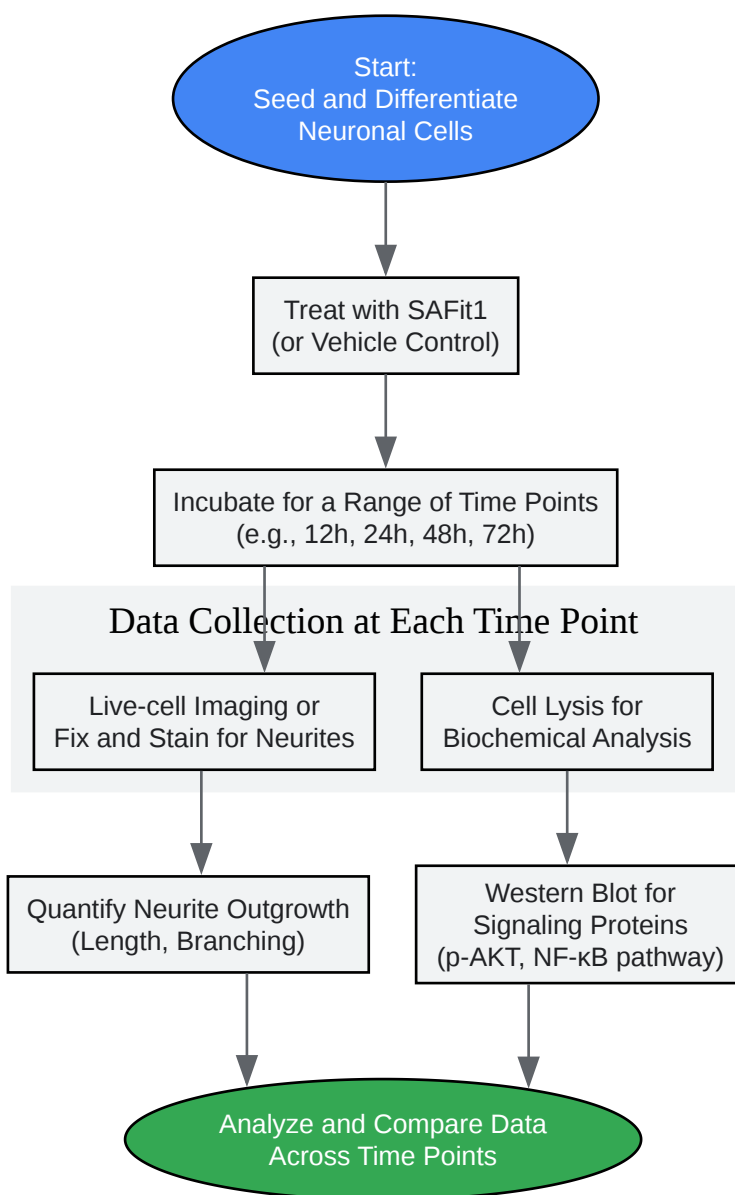 Start:
Seed and Differentiate
Neuronal Cells
Treat with SAFit1
(or Vehicle Control)
Incubate for a Range of Time Points
(e.g., 12h, 24h, 48h, 72h)
Data Collection at Each Time Point
Live-cell Imaging or
Fix and Stain for Neurites
Cell Lysis for
Biochemical Analysis
Quantify Neurite Outgrowth
(Length, Branching)
Western Blot for
Signaling Proteins
(p-AKT, NF-κB pathway)
Analyze and Compare Data
Across Time Points